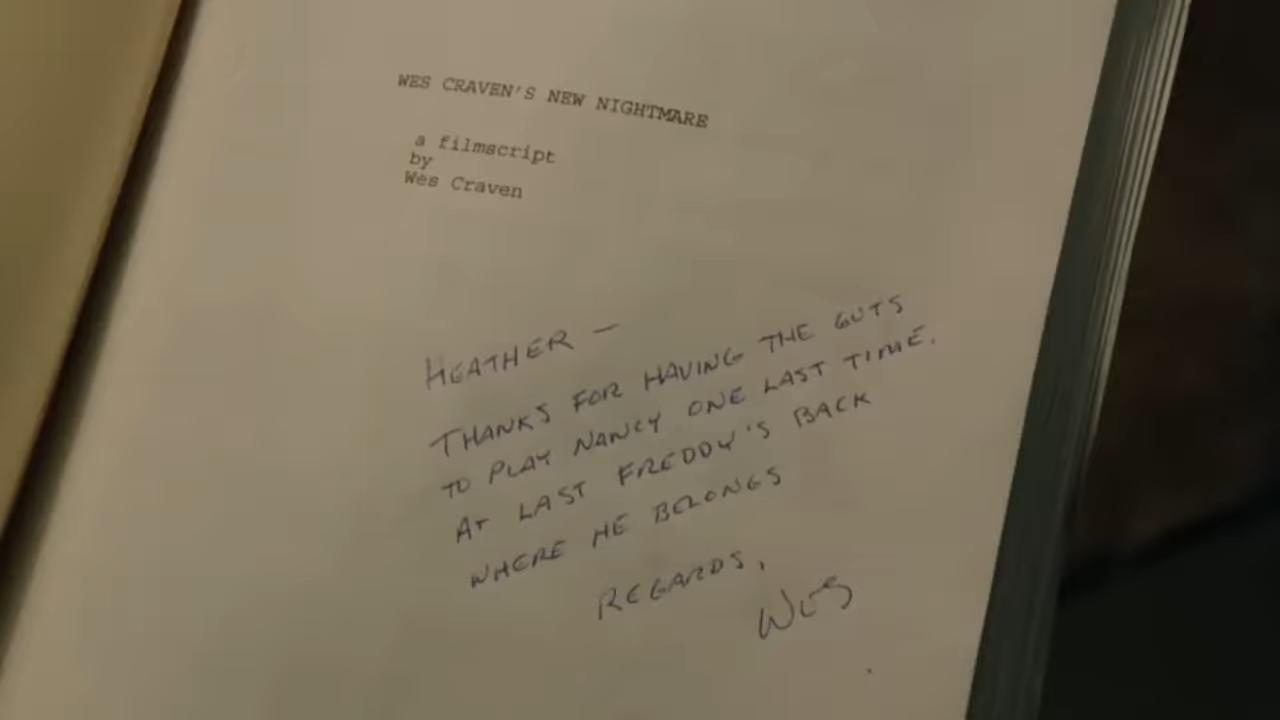 WES CRAVEN'S NEW NIGHTMARE
a filmscript
by
Wes Craven
HEATHER —
THANKS FOR HAVING THE GUTS
TO PLAY NANCY ONE LAST TIME.
AT LAST FREDDY'S BACK
WHERE HE BELONGS
REGARDS,
WES